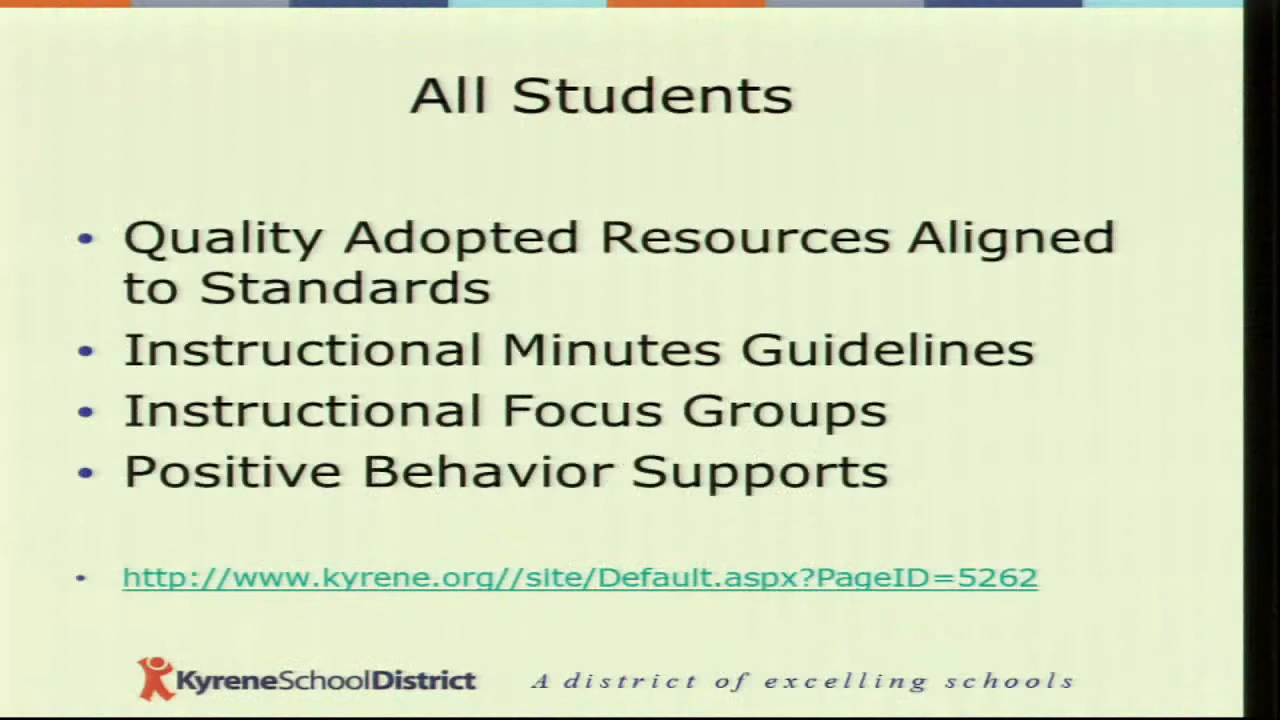 All Students
• Quality Adopted Resources Aligned
to Standards
• Instructional Minutes Guidelines
• Instructional Focus Groups
• Positive Behavior Supports
• http://www.kyrene.org//site/Default.aspx?PageID=5262
KyreneSchoolDistrict A district of excelling schools